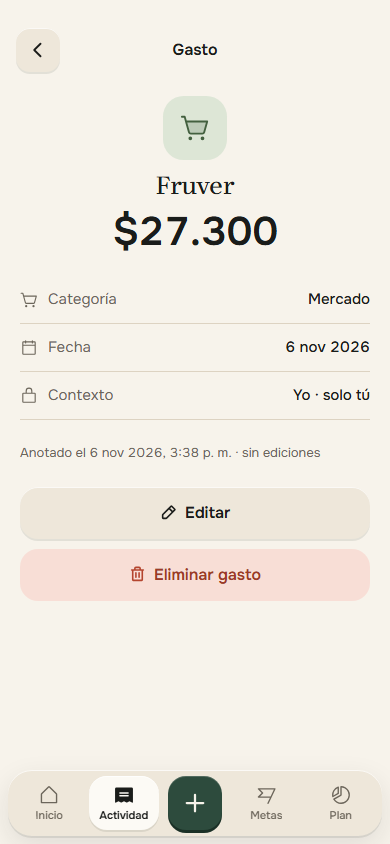 Gasto
Fruver
$27.300
Categoría Mercado
Fecha 6 nov 2026
Contexto Yo · solo tú
Anotado el 6 nov 2026, 3:38 p. m. · sin ediciones
Editar
Eliminar gasto
Inicio Actividad Metas Plan